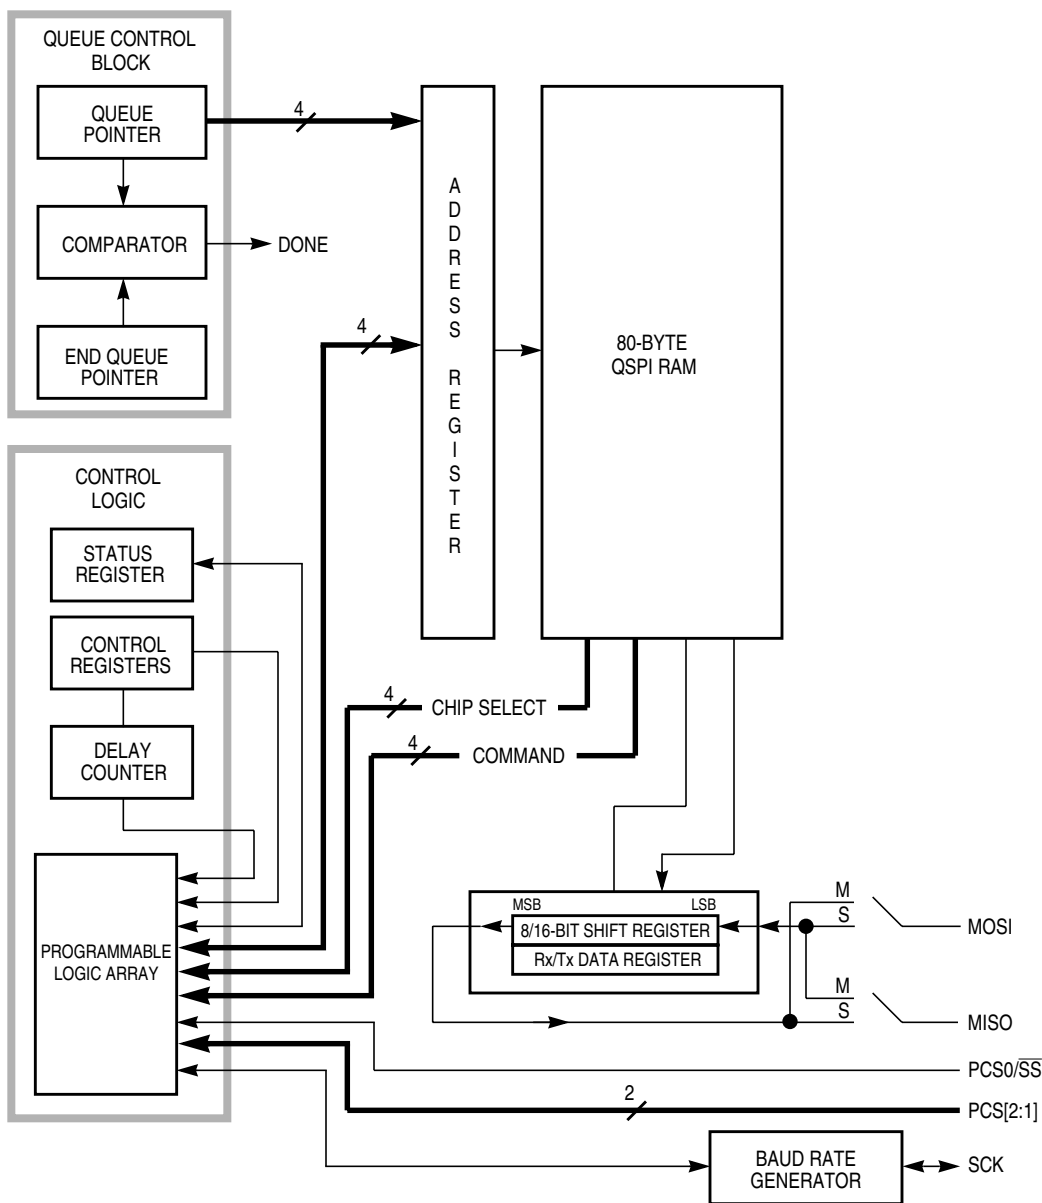 QUEUE CONTROL
BLOCK
QUEUE
POINTER
4
COMPARATOR
DONE
END QUEUE
POINTER
4
ADDRESS REGISTER
80-BYTE
QSPI RAM
CONTROL
LOGIC
STATUS
REGISTER
CONTROL
REGISTERS
DELAY
COUNTER
4
CHIP SELECT
4
COMMAND
PROGRAMMABLE
LOGIC ARRAY
MSB
LSB
8/16-BIT SHIFT REGISTER
Rx/Tx DATA REGISTER
M
S
MOSI
M
S
MISO
PCS0/S̅S̅
2
PCS[2:1]
BAUD RATE
GENERATOR
SCK